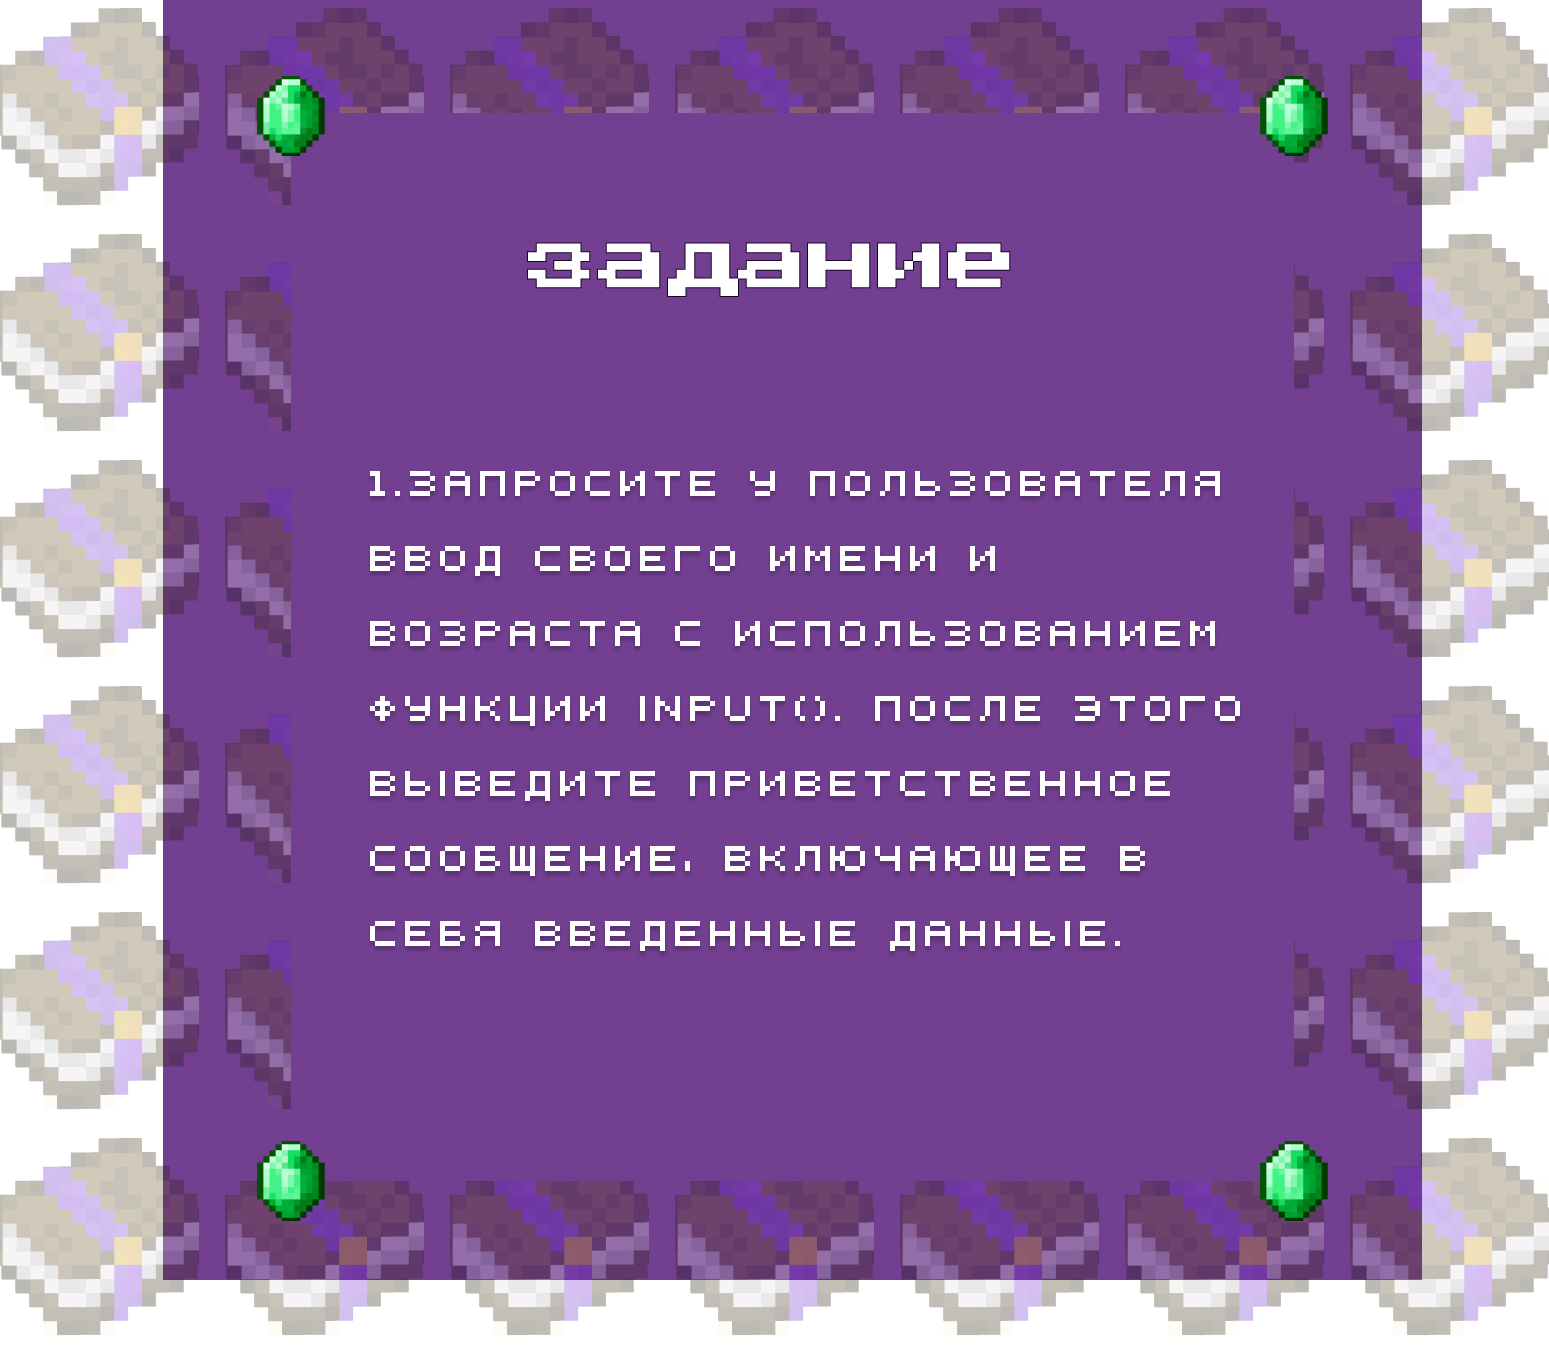 задание
1.ЗАПРОСИТЕ У ПОЛЬЗОВАТЕЛЯ
ВВОД СВОЕГО ИМЕНИ И
ВОЗРАСТА С ИСПОЛЬЗОВАНИЕМ
ФУНКЦИИ INPUT(). ПОСЛЕ ЭТОГО
ВЫВЕДИТЕ ПРИВЕТСТВЕННОЕ
СООБЩЕНИЕ, ВКЛЮЧАЮЩЕЕ В
СЕБЯ ВВЕДЕННЫЕ ДАННЫЕ.